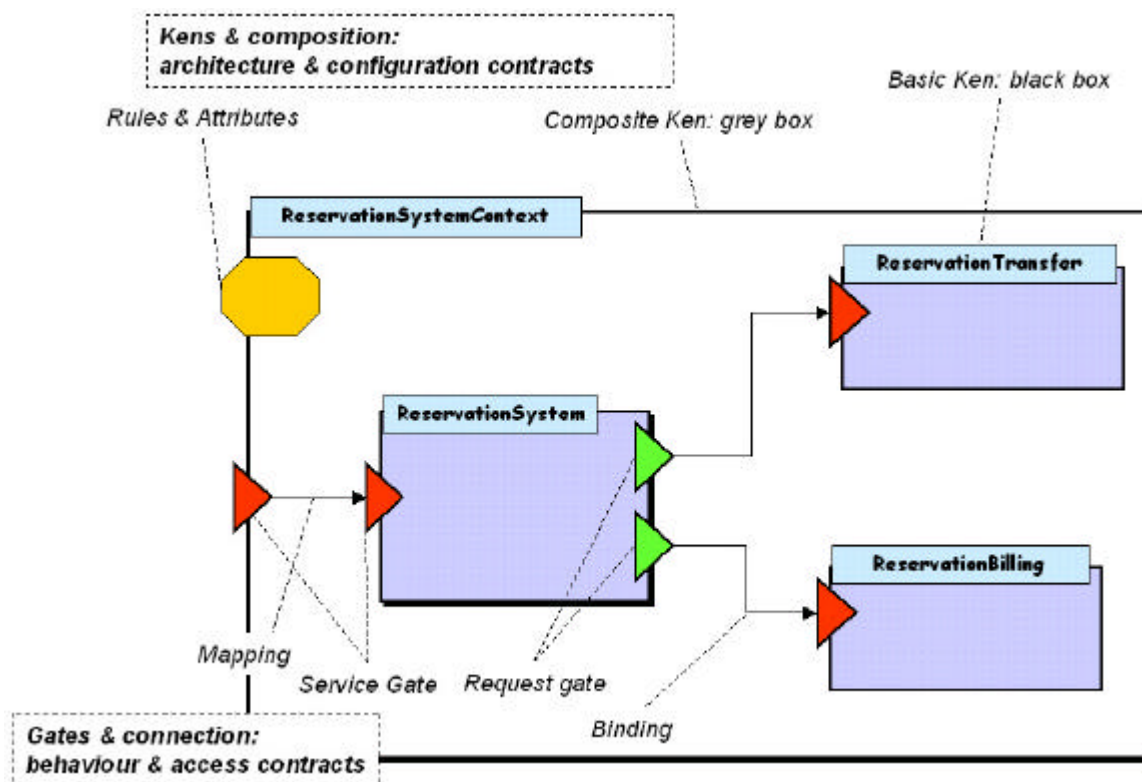 Kens & composition:
architecture & configuration contracts
Basic Ken: black box
Rules & Attributes
Composite Ken: grey box
ReservationSystemContext
ReservationTransfer
ReservationSystem
ReservationBilling
Mapping
Service Gate
Request gate
Binding
Gates & connection:
behaviour & access contracts